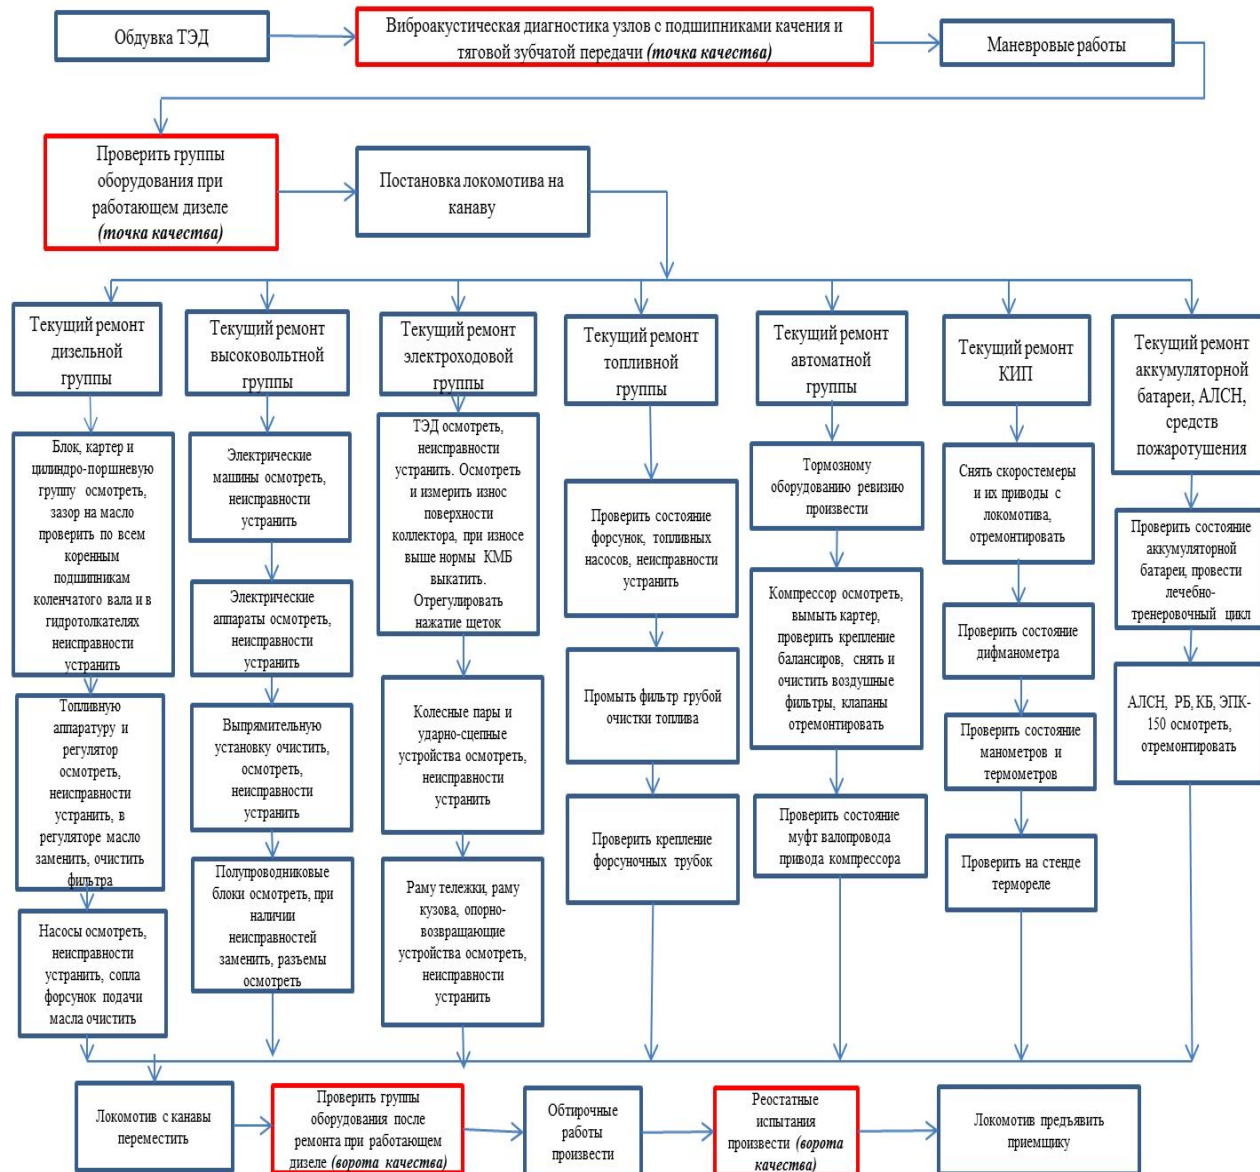 Обдувка ТЭД
Виброакустическая диагностика узлов с подшипниками качения и
тяговой зубчатой передачи (точка качества)
Маневровые работы
Проверить группы
оборудования при
работающем дизеле
(точка качества)
Постановка локомотива на
канаву
Текущий ремонт
дизельной
группы
Текущий ремонт
высоковольтной
группы
Текущий ремонт
электроходовой
группы
Текущий ремонт
топливной
группы
Текущий ремонт
автоматной
группы
Текущий ремонт
КИП
Текущий ремонт
аккумуляторной
батареи, АЛСН,
средств
пожаротушения
Блок, картер и
цилиндро-поршневую
группу осмотреть,
зазор на масло
проверить по всем
коренным
подшипникам
коленчатого вала и в
гидротолкателях
неисправности
устранить
Топливную
аппаратуру и
регулятор
осмотреть,
неисправности
устранить, в
регуляторе масло
заменить, очистить
фильтра
Насосы осмотреть,
неисправности
устранить, сопла
форсунок подачи
масла очистить
Электрические
машины осмотреть,
неисправности
устранить
Электрические
аппараты осмотреть,
неисправности
устранить
Выпрямительную
установку очистить,
осмотреть,
неисправности
устранить
Полупроводниковые
блоки осмотреть, при
наличии
неисправностей
заменить, разъемы
осмотреть
ТЭД осмотреть,
неисправности
устранить. Осмотреть
и измерить износ
поверхности
коллектора, при износе
выше нормы КМБ
выкатить.
Отрегулировать
нажатие щеток
Колесные пары и
ударно-сцепные
устройства осмотреть,
неисправности
устранить
Раму тележки, раму
кузова, опорно-
возвращающие
устройства осмотреть,
неисправности
устранить
Проверить состояние
форсунок, топливных
насосов, неисправности
устранить
Промыть фильтр грубой
очистки топлива
Проверить крепление
форсуночных трубок
Тормозному
оборудованию ревизию
произвести
Компрессор осмотреть,
вымыть картер,
проверить крепление
балансиров, снять и
очистить воздушные
фильтры, клапаны
отремонтировать
Проверить состояние
муфт валопровода
привода компрессора
Снять скоростемеры
и их приводы с
локомотива,
отремонтировать
Проверить состояние
дифманометра
Проверить состояние
манометров и
термометров
Проверить на стенде
термореле
Проверить состояние
аккумуляторной
батареи, провести
лечебно-
тренеровочный цикл
АЛСН, РБ, КБ, ЭПК-
150 осмотреть,
отремонтировать
Локомотив с канавы
переместить
Проверить группы
оборудования после
ремонта при работающем
дизеле (ворота качества)
Обтирочные
работы
произвести
Реостатные
испытания
произвести (ворота
качества)
Локомотив предъявить
приемщику